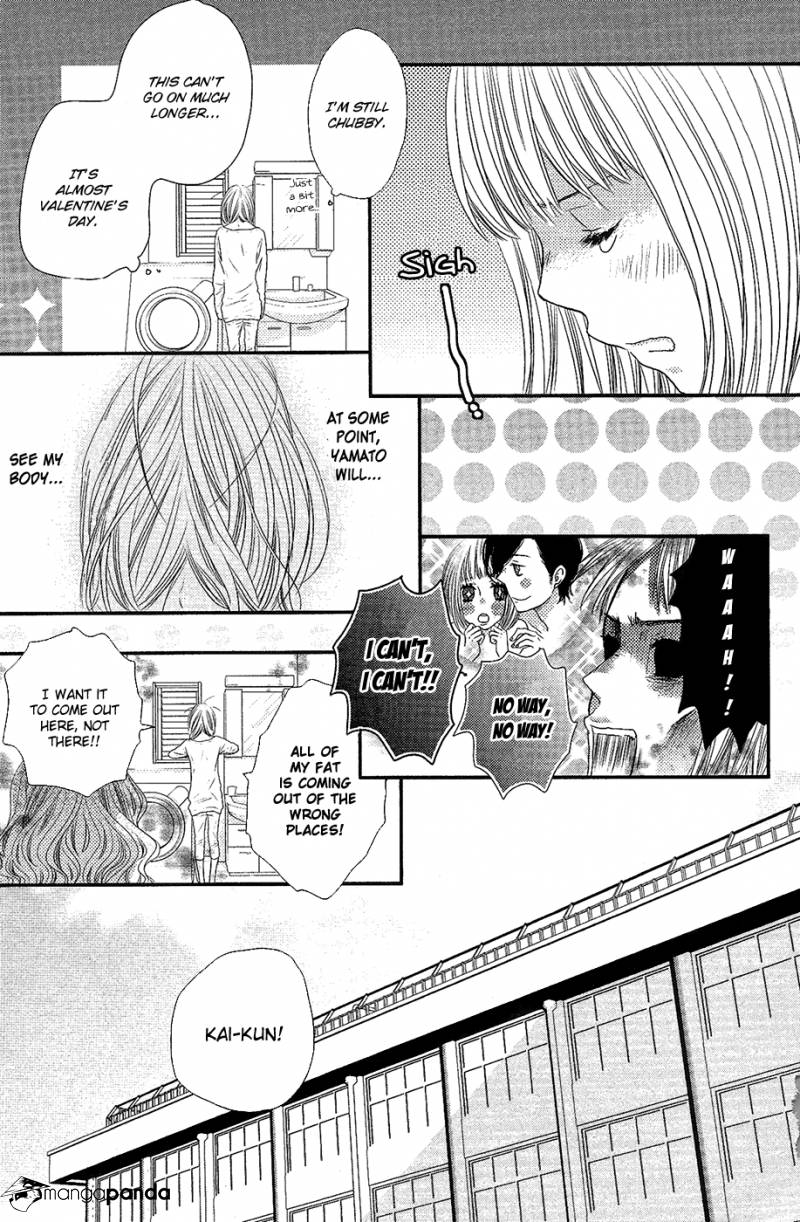 Sigh
I'M STILL
CHUBBY.
THIS CAN'T
GO ON MUCH
LONGER...
IT'S
ALMOST
VALENTINE'S
DAY.
Just
a bit
more...
AT SOME
POINT,
YAMATO
WILL...
SEE MY
BODY...
WAAAH!!
NO WAY,
NO WAY!
I CAN'T,
I CAN'T!!
ALL OF
MY FAT
IS COMING
OUT OF THE
WRONG
PLACES!
I WANT IT
TO COME OUT
HERE, NOT
THERE!!
KAI-KUN!
mangapanda